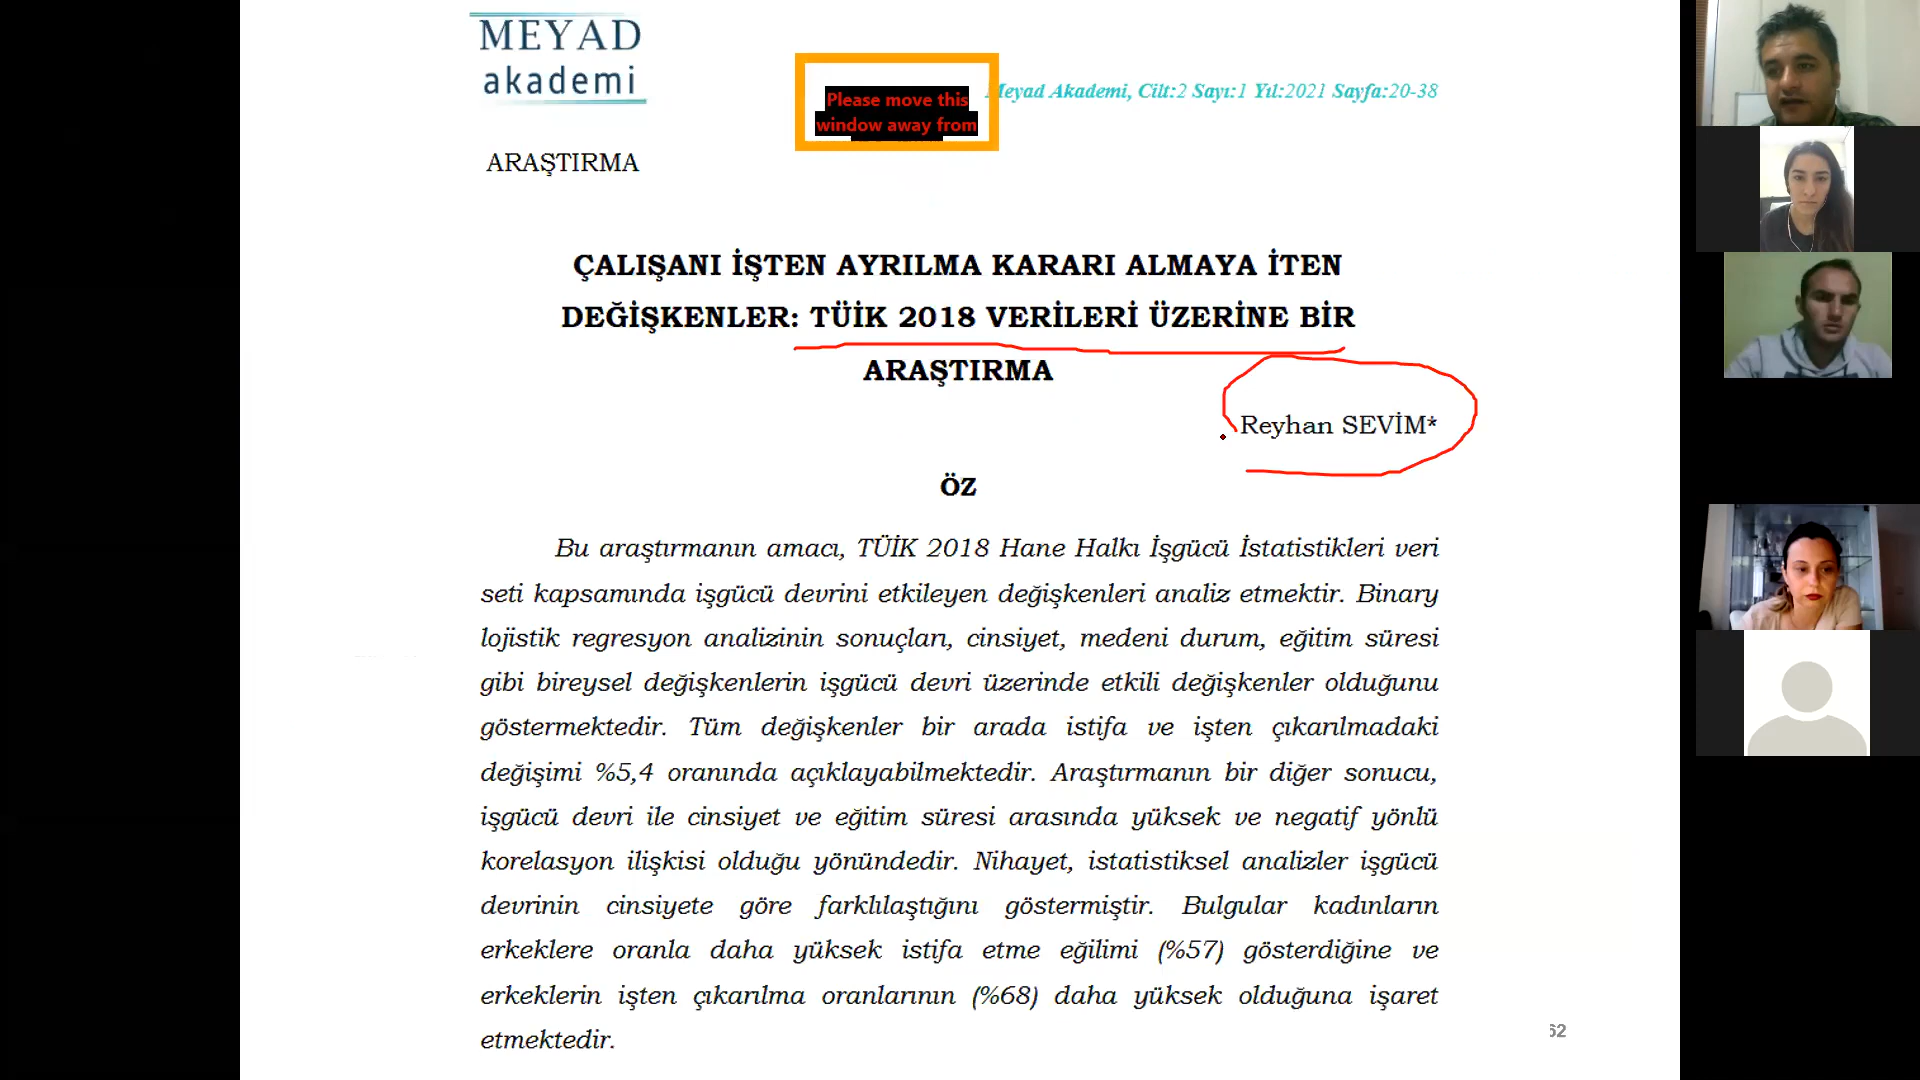 MEYAD
akademi
Please move this
window away from
Meyad Akademi, Cilt:2 Sayı:1 Yıl:2021 Sayfa:20-38
ARAŞTIRMA
ÇALIŞANI İŞTEN AYRILMA KARARI ALMAYA İTEN
DEĞİŞKENLER: TÜİK 2018 VERİLERİ ÜZERİNE BİR
ARAŞTIRMA
Reyhan SEVİM*
ÖZ
Bu araştırmanın amacı, TÜİK 2018 Hane Halkı İşgücü İstatistikleri veri
seti kapsamında işgücü devrini etkileyen değişkenleri analiz etmektir. Binary
lojistik regresyon analizinin sonuçları, cinsiyet, medeni durum, eğitim süresi
gibi bireysel değişkenlerin işgücü devri üzerinde etkili değişkenler olduğunu
göstermektedir. Tüm değişkenler bir arada istifa ve işten çıkarılmadaki
değişimi %5,4 oranında açıklayabilmektedir. Araştırmanın bir diğer sonucu,
işgücü devri ile cinsiyet ve eğitim süresi arasında yüksek ve negatif yönlü
korelasyon ilişkisi olduğu yönündedir. Nihayet, istatistiksel analizler işgücü
devrinin cinsiyete göre farklılaştığını göstermiştir. Bulgular kadınların
erkeklere oranla daha yüksek istifa etme eğilimi (%57) gösterdiğine ve
erkeklerin işten çıkarılma oranlarının (%68) daha yüksek olduğuna işaret
etmektedir.
62